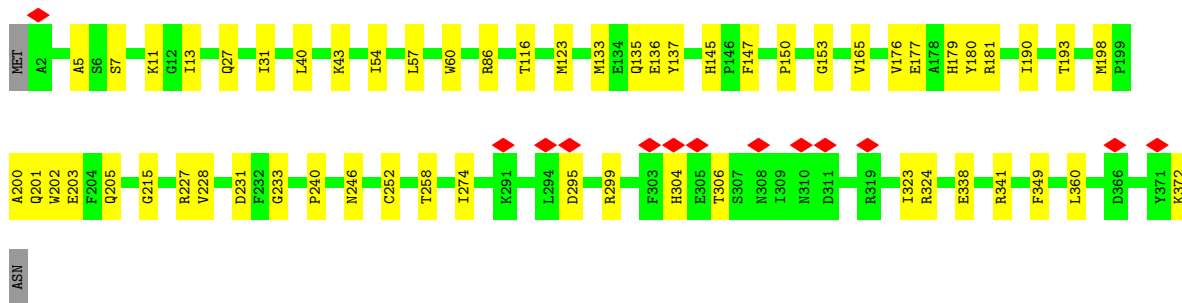 MET A2 A5 S6 S7 K11 G12 I13 Q27 I31 L40 K43 I54 L57 W60 R86 T116 M123 M133 E134 Q135 E136 Y137 H145 P146 F147 P150 G153 V165 V176 E177 A178 H179 Y180 R181 I190 T193 M198 P199
A200 Q201 W202 E203 F204 Q205 G215 R227 V228 D231 F232 G233 P240 N246 C252 T258 I274 K291 L294 D295 R299 F303 H304 E305 T306 S307 N308 I309 N310 D311 R319 I323 R324 E338 R341 F349 L360 D366 Y371 K372
ASN